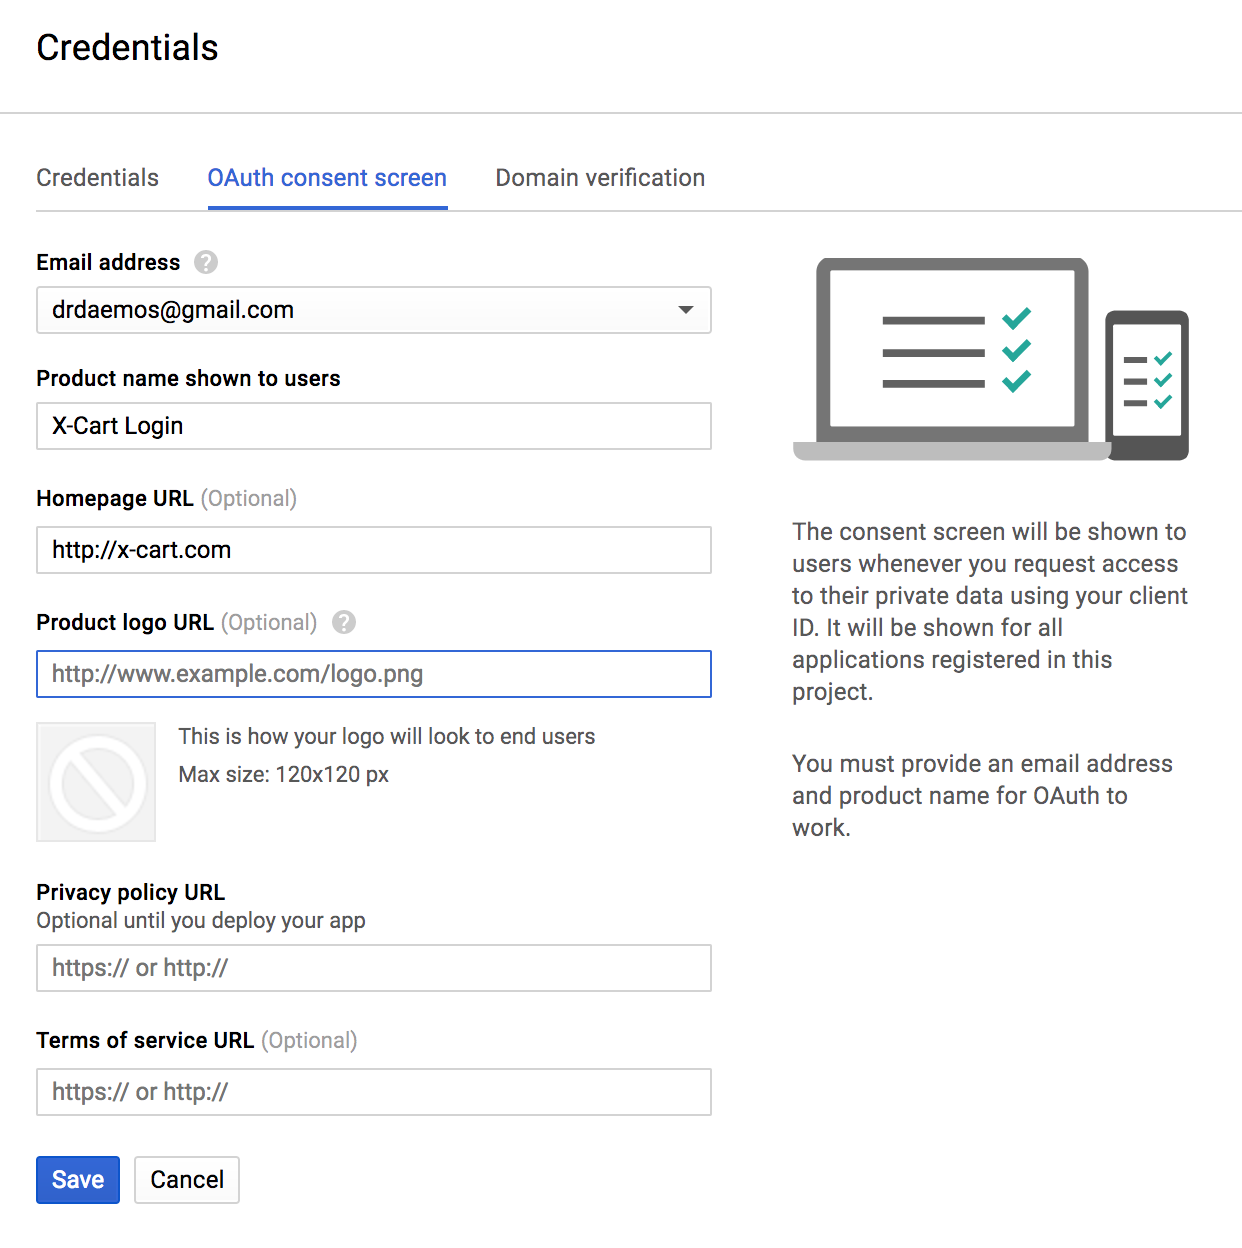 Credentials
Credentials OAuth consent screen Domain verification
Email address ?
drdaemos@gmail.com
Product name shown to users
X-Cart Login
Homepage URL (Optional)
http://x-cart.com
Product logo URL (Optional) ?
http://www.example.com/logo.png
This is how your logo will look to end users
Max size: 120x120 px
Privacy policy URL
Optional until you deploy your app
https:// or http://
Terms of service URL (Optional)
https:// or http://
Save Cancel
The consent screen will be shown to
users whenever you request access
to their private data using your client
ID. It will be shown for all
applications registered in this
project.
You must provide an email address
and product name for OAuth to
work.